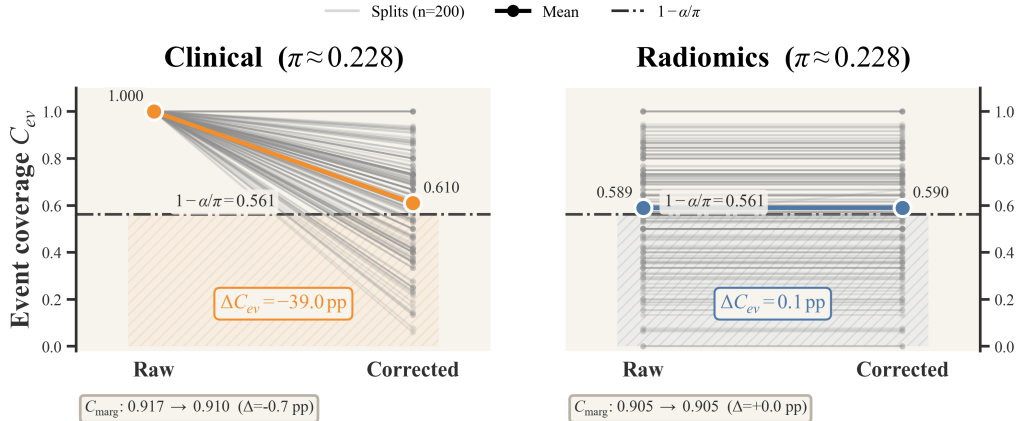 Splits (n=200) Mean 1−α/π
Clinical (π≈0.228)
Radiomics (π≈0.228)
Event coverage C_ev
1.0
0.8
0.6
0.4
0.2
0.0
1.000
0.610
1−α/π=0.561
ΔC_ev=−39.0 pp
Raw Corrected
C_marg: 0.917 → 0.910 (Δ=-0.7 pp)
0.589
0.590
1−α/π=0.561
ΔC_ev=0.1 pp
1.0
0.8
0.6
0.4
0.2
0.0
Raw Corrected
C_marg: 0.905 → 0.905 (Δ=+0.0 pp)